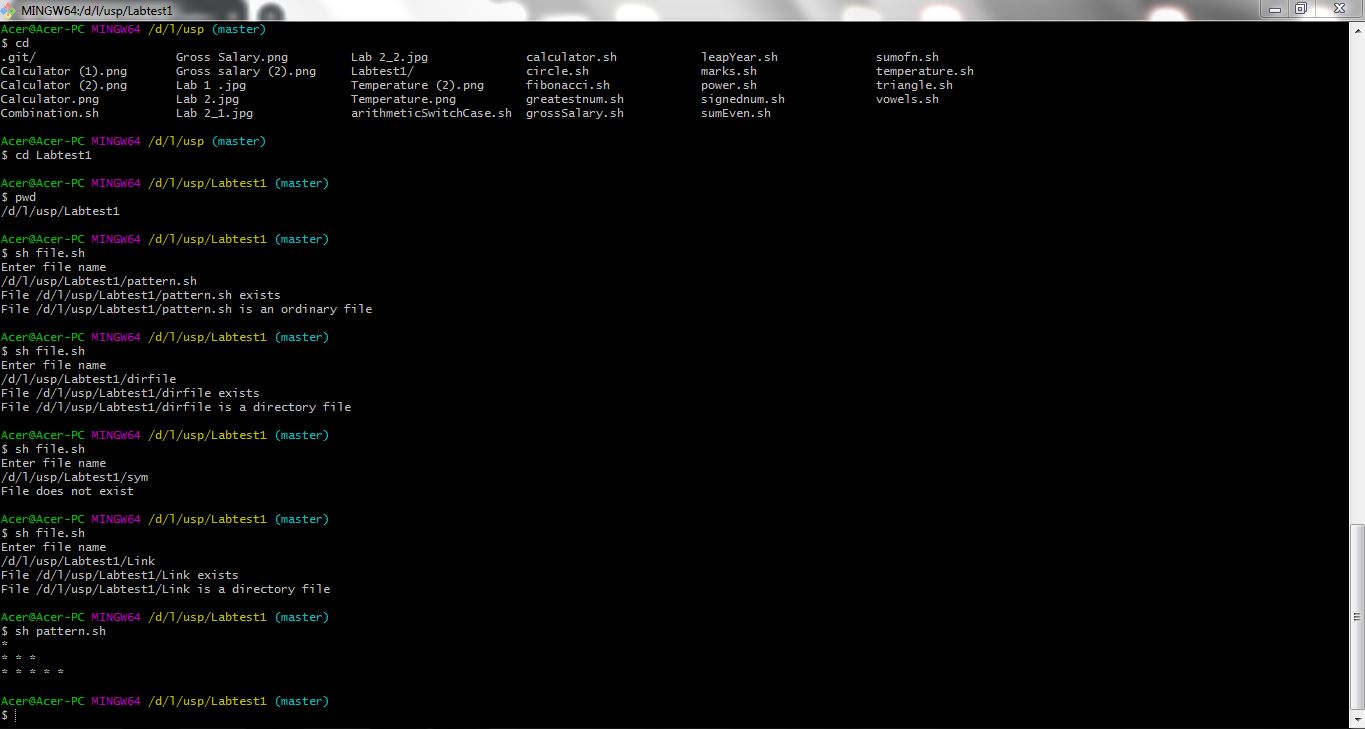 MINGW64:/d/l/usp/Labtest1
Acer@Acer-PC MINGW64 /d/l/usp (master)
$ cd
.git/ Gross Salary.png Lab 2_2.jpg calculator.sh leapYear.sh sumofn.sh
Calculator (1).png Gross salary (2).png Labtest1/ circle.sh marks.sh temperature.sh
Calculator (2).png Lab 1 .jpg Temperature (2).png fibonacci.sh power.sh triangle.sh
Calculator.png Lab 2.jpg Temperature.png greatestnum.sh signednum.sh vowels.sh
Combination.sh Lab 2_1.jpg arithmeticSwitchCase.sh grossSalary.sh sumEven.sh
Acer@Acer-PC MINGW64 /d/l/usp (master)
$ cd Labtest1
Acer@Acer-PC MINGW64 /d/l/usp/Labtest1 (master)
$ pwd
/d/l/usp/Labtest1
Acer@Acer-PC MINGW64 /d/l/usp/Labtest1 (master)
$ sh file.sh
Enter file name
/d/l/usp/Labtest1/pattern.sh
File /d/l/usp/Labtest1/pattern.sh exists
File /d/l/usp/Labtest1/pattern.sh is an ordinary file
Acer@Acer-PC MINGW64 /d/l/usp/Labtest1 (master)
$ sh file.sh
Enter file name
/d/l/usp/Labtest1/dirfile
File /d/l/usp/Labtest1/dirfile exists
File /d/l/usp/Labtest1/dirfile is a directory file
Acer@Acer-PC MINGW64 /d/l/usp/Labtest1 (master)
$ sh file.sh
Enter file name
/d/l/usp/Labtest1/sym
File does not exist
Acer@Acer-PC MINGW64 /d/l/usp/Labtest1 (master)
$ sh file.sh
Enter file name
/d/l/usp/Labtest1/Link
File /d/l/usp/Labtest1/Link exists
File /d/l/usp/Labtest1/Link is a directory file
Acer@Acer-PC MINGW64 /d/l/usp/Labtest1 (master)
$ sh pattern.sh
*
* * *
* * * * *
Acer@Acer-PC MINGW64 /d/l/usp/Labtest1 (master)
$